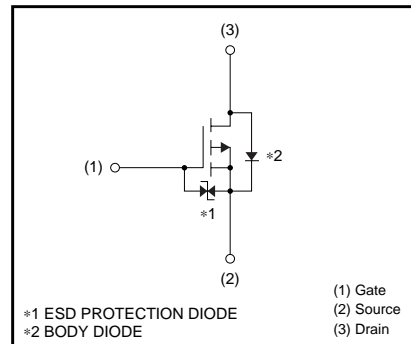 (3)
(1)
∗2
∗1
(2)
∗1 ESD PROTECTION DIODE
∗2 BODY DIODE
(1) Gate
(2) Source
(3) Drain